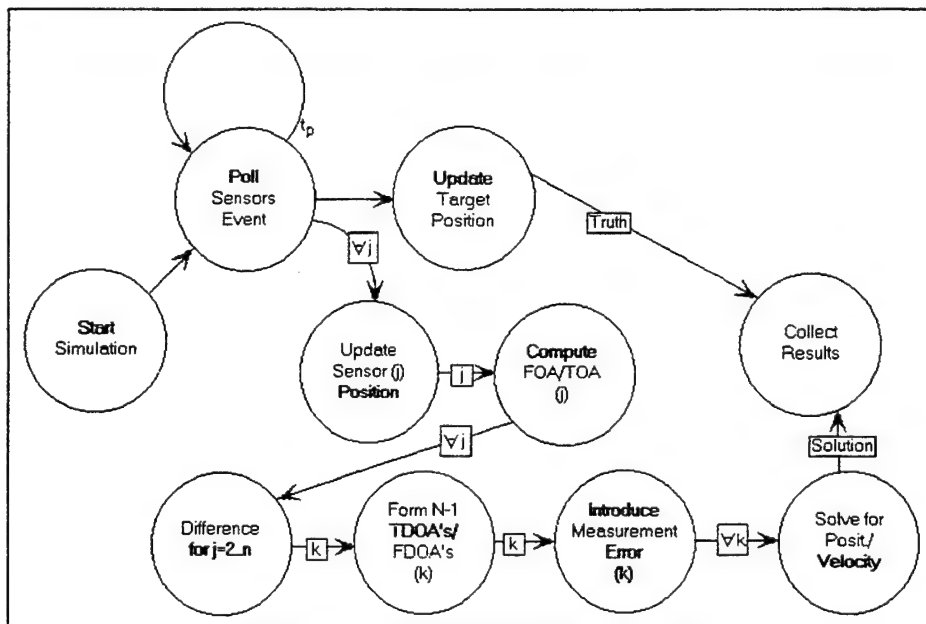 t_p
Poll
Sensors
Event
Update
Target
Position
Truth
∀j
Start
Simulation
Update
Sensor (j)
Position
j
Compute
FOA/TOA
(j)
Collect
Results
∀j
Solution
Difference
for j=2..n
k
Form N-1
TDOA's/
FDOA's
(k)
k
Introduce
Measurement
Error
(k)
∀k
Solve for
Posit./
Velocity